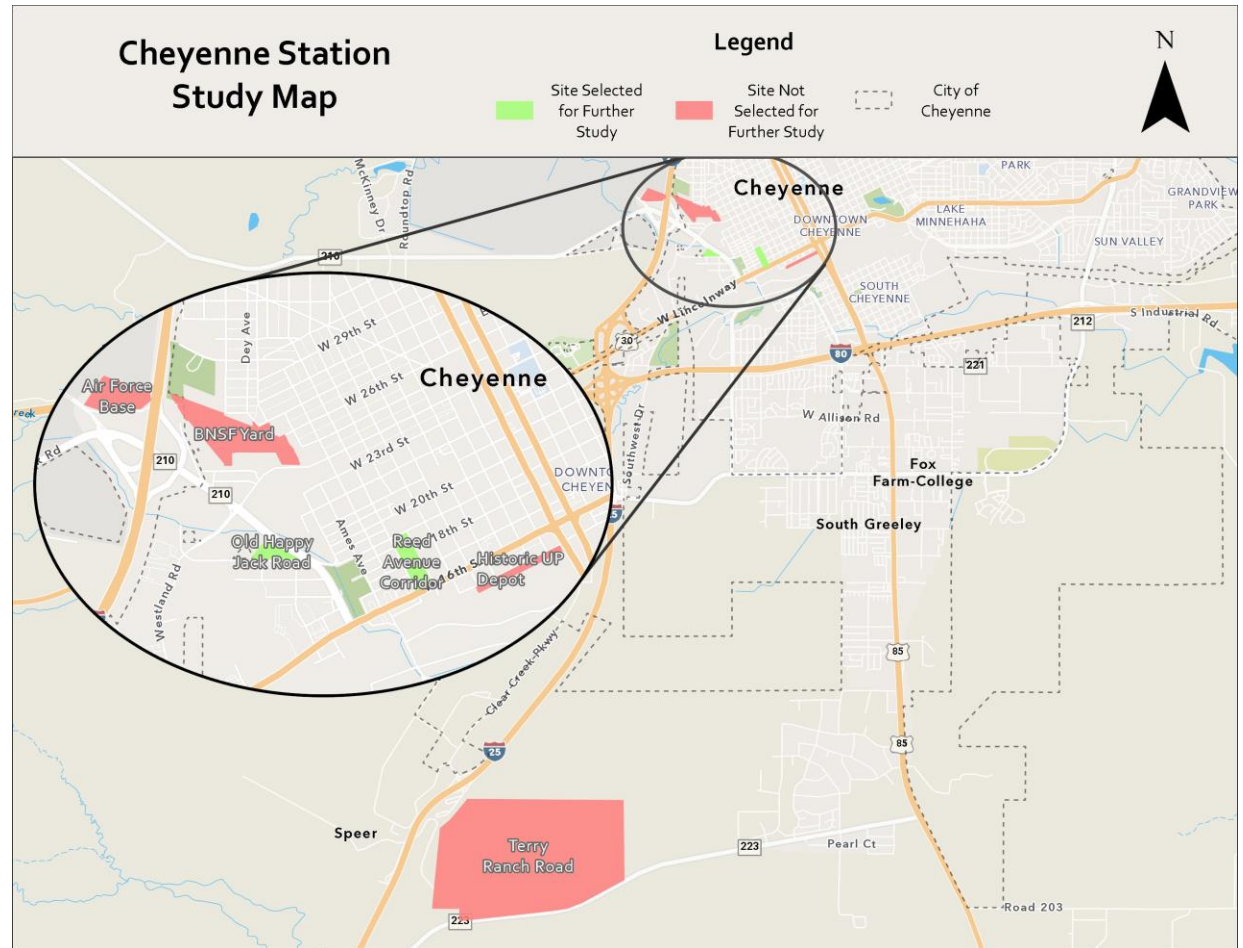 Cheyenne Station
Study Map
Legend
Site Selected
for Further
Study
Site Not
Selected for
Further Study
City of
Cheyenne
N
McKinney Dr
Roundtop Rd
210
Cheyenne
PARK
GRANDVIEW
PARK
LAKE
MINNEHAHA
DOWNTOWN
CHEYENNE
SUN VALLEY
SOUTH
CHEYENNE
W Lincolnway
30
80
212
S Industrial Rd
221
W Allison Rd
Southwest Dr
Fox
Farm-College
South Greeley
Dey Ave
W 29th St
W 26th St
Cheyenne
Air Force
Base
BNSF Yard
W 23rd St
210
210
W 20th St
Ames Ave
18th St
Old Happy
Jack Road
Reed
Avenue
Corridor
16th S
Historic UP
Depot
Westland Rd
85
Clear Creek Pkwy
25
85
Speer
Terry
Ranch Road
223
Pearl Ct
223
Road 203